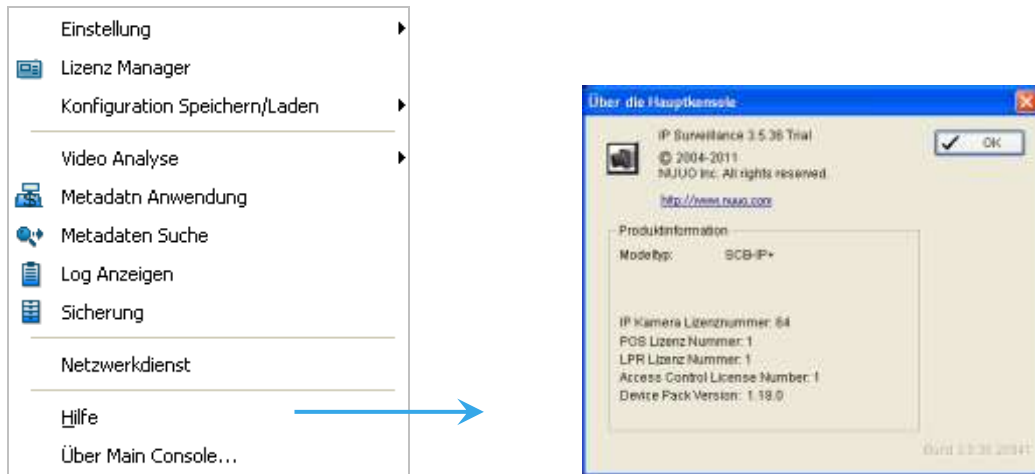 Einstellung
Lizenz Manager
Konfiguration Speichern/Laden
Video Analyse
Metadatn Anwendung
Metadaten Suche
Log Anzeigen
Sicherung
Netzwerkdienst
Hilfe
Über Main Console...
Über die Hauptkonsole
IP Surveillance 3.5.36 Trial
OK
© 2004-2011
NUUO Inc. All rights reserved.
http://www.nuuo.com
Produktinformation
Modeltyp: SCB-IP+
IP Kamera Lizenznummer: 64
POS Lizenz Nummer: 1
LPR Lizenz Nummer: 1
Access Control License Number: 1
Device Pack Version: 1.18.0
Build